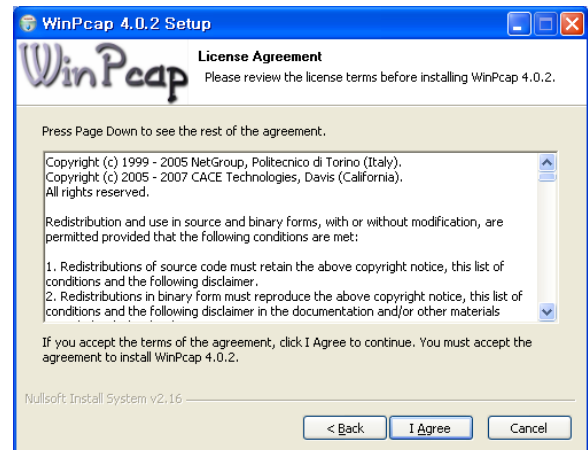 WinPcap 4.0.2 Setup
WinPcap
License Agreement
Please review the license terms before installing WinPcap 4.0.2.
Press Page Down to see the rest of the agreement.
Copyright (c) 1999 - 2005 NetGroup, Politecnico di Torino (Italy).
Copyright (c) 2005 - 2007 CACE Technologies, Davis (California).
All rights reserved.
Redistribution and use in source and binary forms, with or without modification, are
permitted provided that the following conditions are met:
1. Redistributions of source code must retain the above copyright notice, this list of
conditions and the following disclaimer.
2. Redistributions in binary form must reproduce the above copyright notice, this list of
conditions and the following disclaimer in the documentation and/or other materials
If you accept the terms of the agreement, click I Agree to continue. You must accept the
agreement to install WinPcap 4.0.2.
Nullsoft Install System v2.16
< Back
I Agree
Cancel